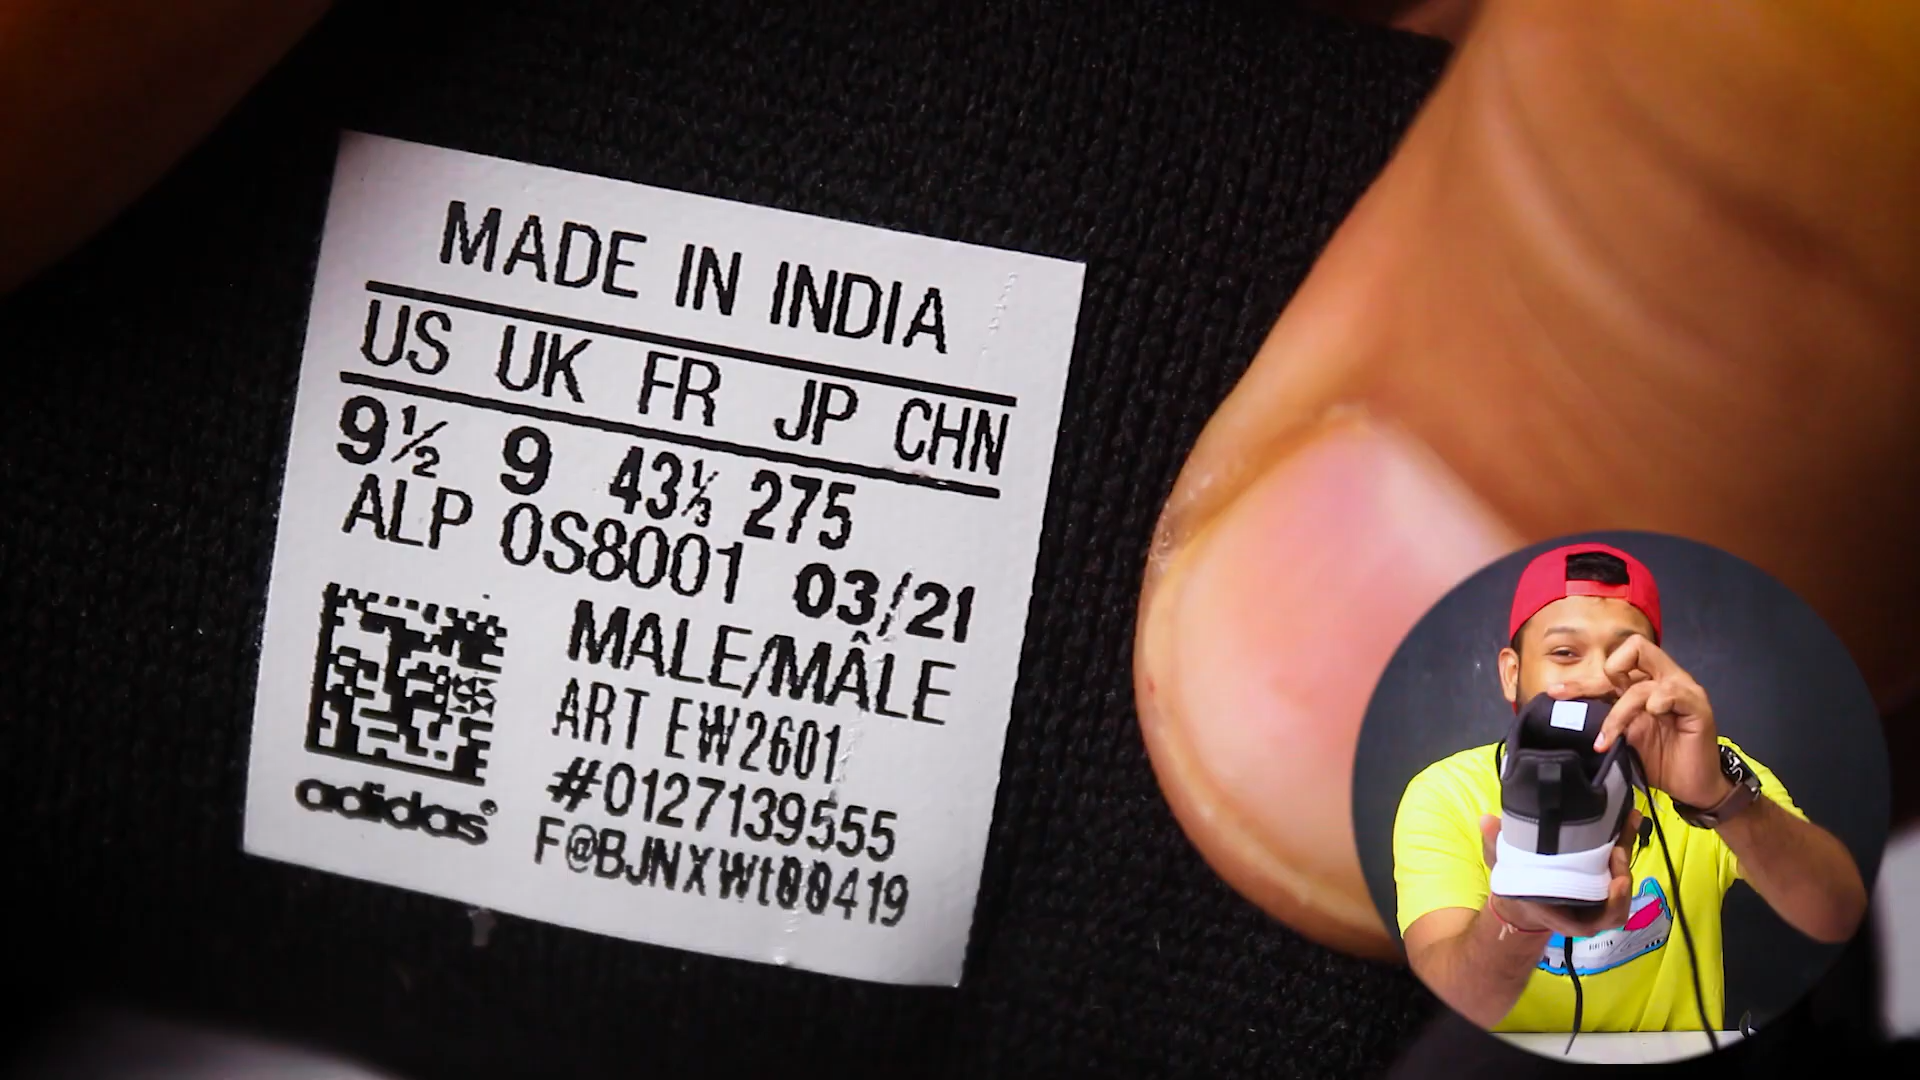 MADE IN INDIA
US UK FR JP CHN
9½ 9 43⅓ 275
ALP 0S8001 03/21
MALE/MÂLE
ART EW2601
#0127139555
F@BJNXWt00419
adidas®